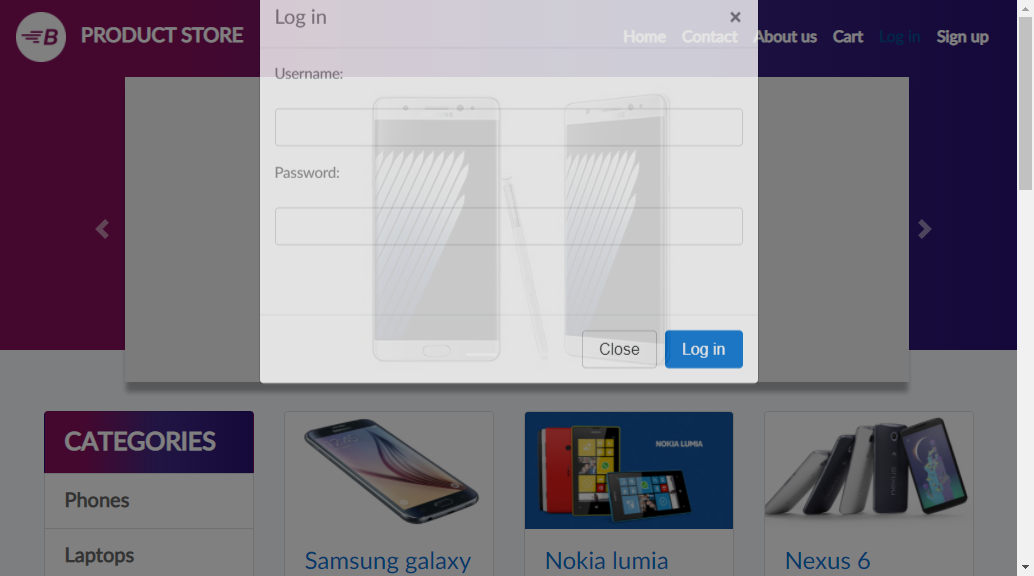 B PRODUCT STORE
Home Contact About us Cart Log in Sign up
Log in
×
Username:
Password:
Close Log in
CATEGORIES
Phones
Laptops
NOKIA LUMIA
Samsung galaxy
Nokia lumia
Nexus 6